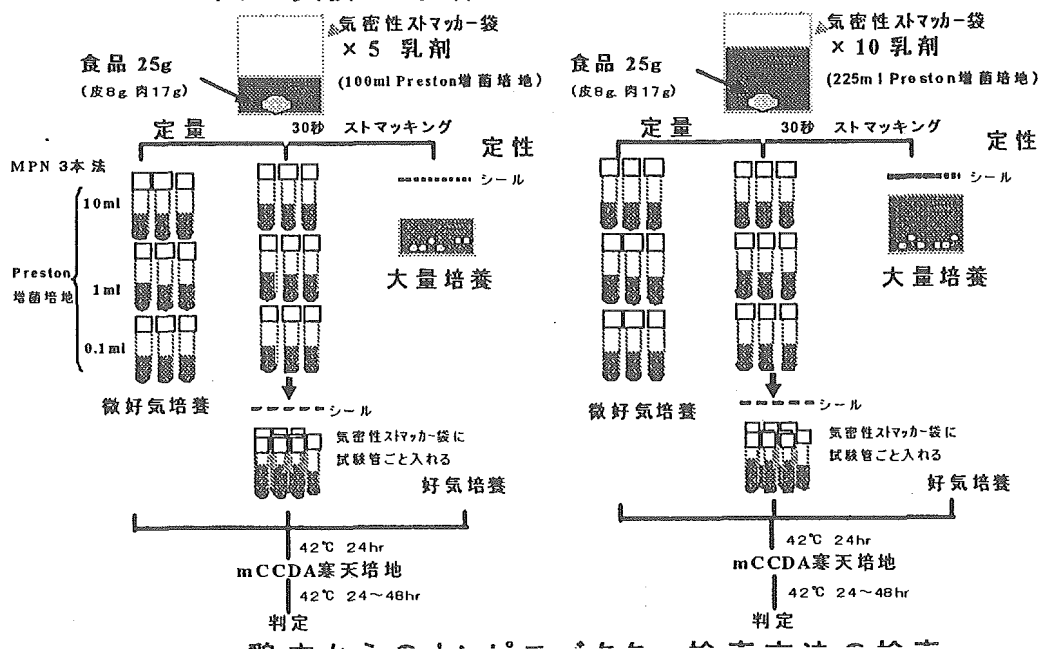 気密性ストマッカー袋
× 5 乳剤
(100ml Preston増菌培地)
食品 25g
(皮8g 肉17g)
定量
30秒 ストマッキング
定性
MPN 3本法
10ml
1ml
0.1ml
Preston
増菌培地
シール
大量培養
微好気培養
シール
気密性ストマッカー袋に
試験管ごと入れる
好気培養
42℃ 24hr
mCCDA寒天培地
42℃ 24~48hr
判定
気密性ストマッカー袋
× 10 乳剤
(225ml Preston増菌培地)
食品 25g
(皮8g 肉17g)
定量
30秒 ストマッキング
定性
シール
大量培養
微好気培養
シール
気密性ストマッカー袋に
試験管ごと入れる
好気培養
42℃ 24hr
mCCDA寒天培地
42℃ 24~48hr
判定